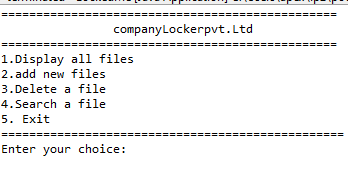 ==========================================
companyLockerpvt.Ltd
==========================================
1.Display all files
2.add new files
3.Delete a file
4.Search a file
5. Exit
===========================================
Enter your choice: